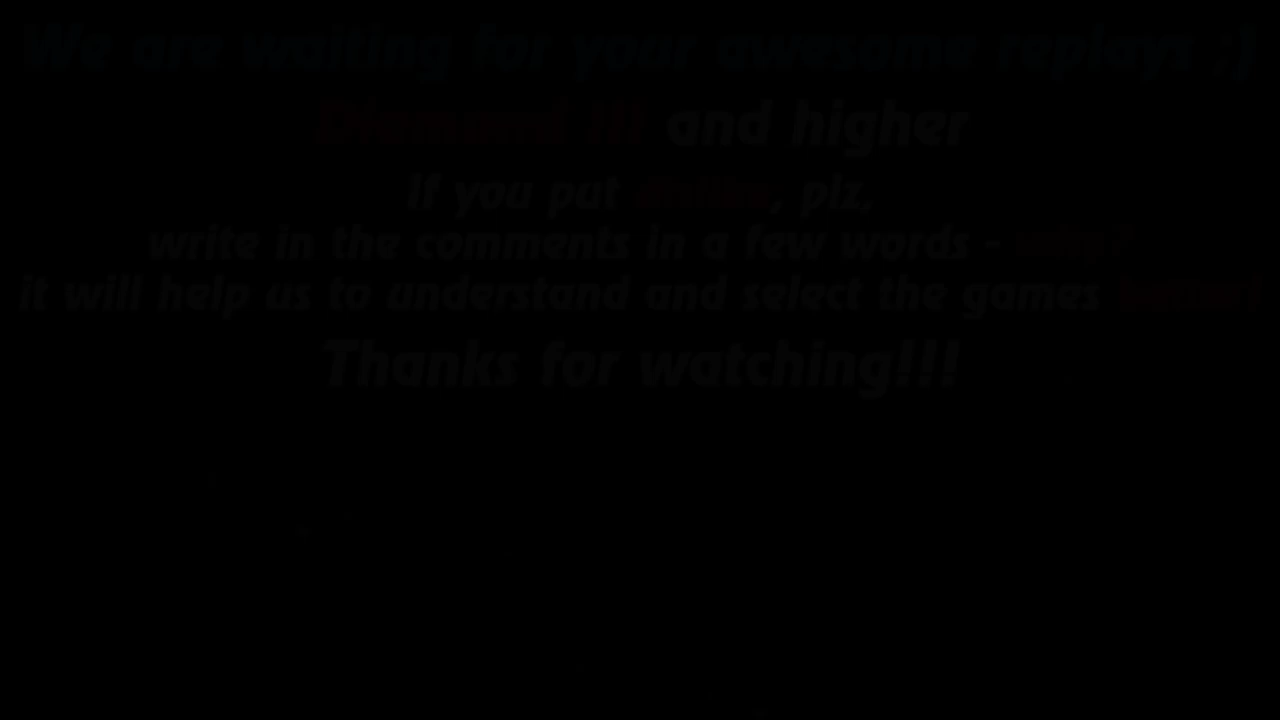 We are waiting for your awesome replays ;)
Diamond III and higher
If you put dislike, plz,
write in the comments in a few words - why?
it will help us to understand and select the games better!
Thanks for watching!!!